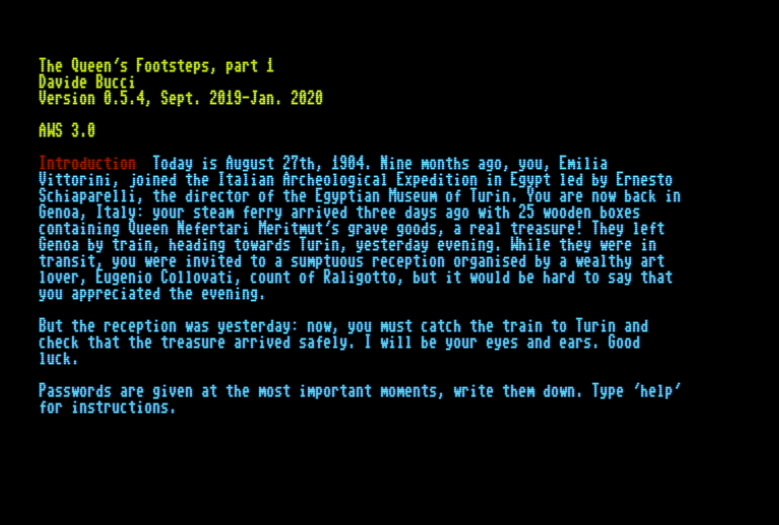 The Queen's Footsteps, part 1
Davide Bucci
Version 0.5.4, Sept. 2019-Jan. 2020
AWS 3.0
Introduction  Today is August 27th, 1904. Nine months ago, you, Emilia
Vittorini, joined the Italian Archeological Expedition in Egypt led by Ernesto
Schiaparelli, the director of the Egyptian Museum of Turin. You are now back in
Genoa, Italy: your steam ferry arrived three days ago with 25 wooden boxes
containing Queen Nefertari Meritmut's grave goods, a real treasure! They left
Genoa by train, heading towards Turin, yesterday evening. While they were in
transit, you were invited to a sumptuous reception organised by a wealthy art
lover, Eugenio Collovati, count of Raligotto, but it would be hard to say that
you appreciated the evening.
But the reception was yesterday: now, you must catch the train to Turin and
check that the treasure arrived safely. I will be your eyes and ears. Good
luck.
Passwords are given at the most important moments, write them down. Type 'help'
for instructions.